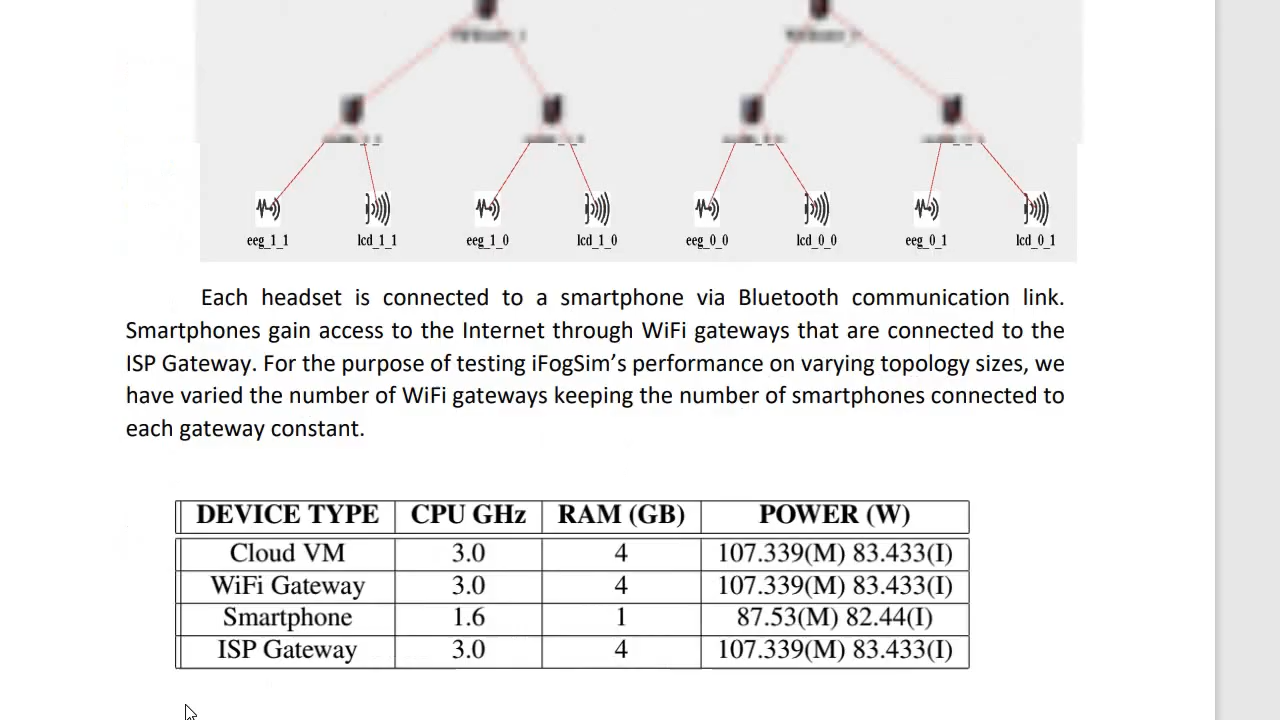 eeg_1_1 lcd_1_1 eeg_1_0 lcd_1_0 eeg_0_0 lcd_0_0 eeg_0_1 lcd_0_1
Each headset is connected to a smartphone via Bluetooth communication link.
Smartphones gain access to the Internet through WiFi gateways that are connected to the
ISP Gateway. For the purpose of testing iFogSim’s performance on varying topology sizes, we
have varied the number of WiFi gateways keeping the number of smartphones connected to
each gateway constant.
DEVICE TYPE CPU GHz RAM (GB) POWER (W)
Cloud VM 3.0 4 107.339(M) 83.433(I)
WiFi Gateway 3.0 4 107.339(M) 83.433(I)
Smartphone 1.6 1 87.53(M) 82.44(I)
ISP Gateway 3.0 4 107.339(M) 83.433(I)